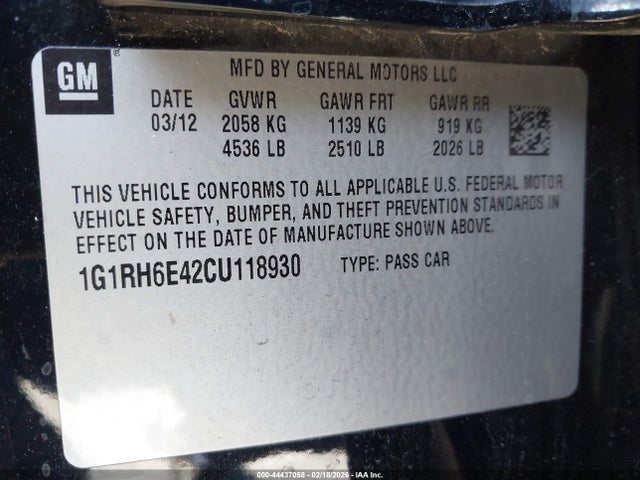 GM
MFD BY GENERAL MOTORS LLC
DATE GVWR GAWR FRT GAWR RR
03/12 2058 KG 1139 KG 919 KG
4536 LB 2510 LB 2026 LB
THIS VEHICLE CONFORMS TO ALL APPLICABLE U.S. FEDERAL MOTOR
VEHICLE SAFETY, BUMPER, AND THEFT PREVENTION STANDARDS IN
EFFECT ON THE DATE OF MANUFACTURE SHOWN ABOVE.
1G1RH6E42CU118930 TYPE: PASS CAR
000-44437058 - 02/18/2026 - IAA Inc.